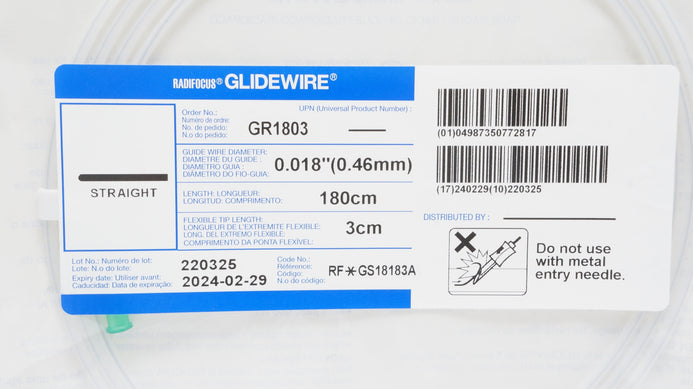 RADIFOCUS® GLIDEWIRE®
Order No.: UPN (Universal Product Number) :
Numéro de ordre:
No. de pedido:
N.o do pedido:
GR1803
STRAIGHT
GUIDE WIRE DIAMETER:
DIAMETRE DU GUIDE :
DIAMETRO GUIA :
DIÂMETRO DO FIO-GUIA:
0.018"(0.46mm)
LENGTH: LONGUEUR:
LONGITUD: COMPRIMENTO:
180cm
FLEXIBLE TIP LENGTH:
LONGUEUR DE L'EXTREMITE FLEXIBLE:
LONG. DEL EXTREMO FLEXIBLE:
COMPRIMENTO DA PONTA FLEXÍVEL:
3cm
Lot No.: Numéro de lot:
Lote: N.o do lote:
220325
Expiry date: Utiliser avant:
Caducidad: Data de expiração:
2024-02-29
Code No.:
Référence:
Código:
N.o do código:
RF*GS18183A
(01)04987350772817
(17)240229(10)220325
DISTRIBUTED BY :
Do not use
with metal
entry needle.